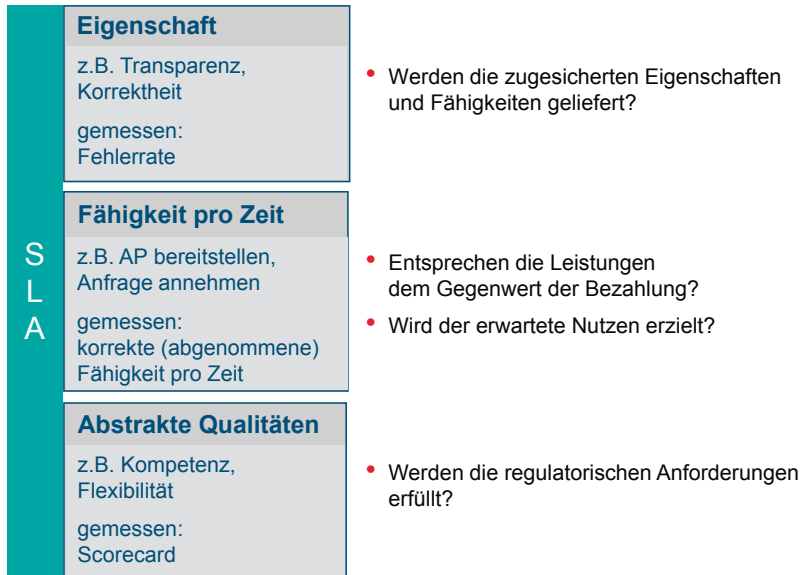 S
L
A
Eigenschaft
z.B. Transparenz,
Korrektheit
gemessen:
Fehlerrate
• Werden die zugesicherten Eigenschaften
und Fähigkeiten geliefert?
Fähigkeit pro Zeit
z.B. AP bereitstellen,
Anfrage annehmen
gemessen:
korrekte (abgenommene)
Fähigkeit pro Zeit
• Entsprechen die Leistungen
dem Gegenwert der Bezahlung?
• Wird der erwartete Nutzen erzielt?
Abstrakte Qualitäten
z.B. Kompetenz,
Flexibilität
gemessen:
Scorecard
• Werden die regulatorischen Anforderungen
erfüllt?